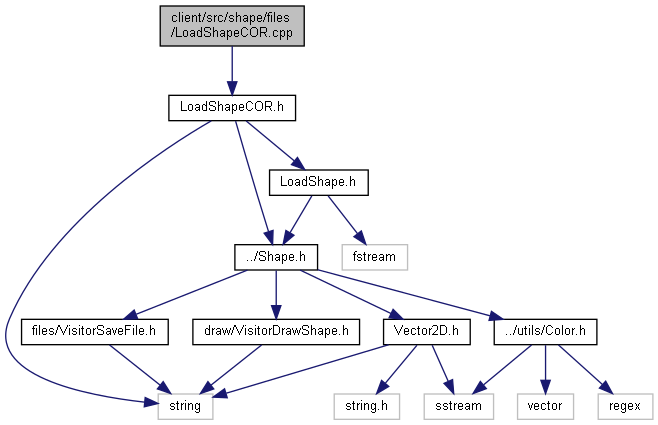 client/src/shape/files
/LoadShapeCOR.cpp
LoadShapeCOR.h
LoadShape.h
../Shape.h
fstream
files/VisitorSaveFile.h
draw/VisitorDrawShape.h
Vector2D.h
../utils/Color.h
string
string.h
sstream
vector
regex